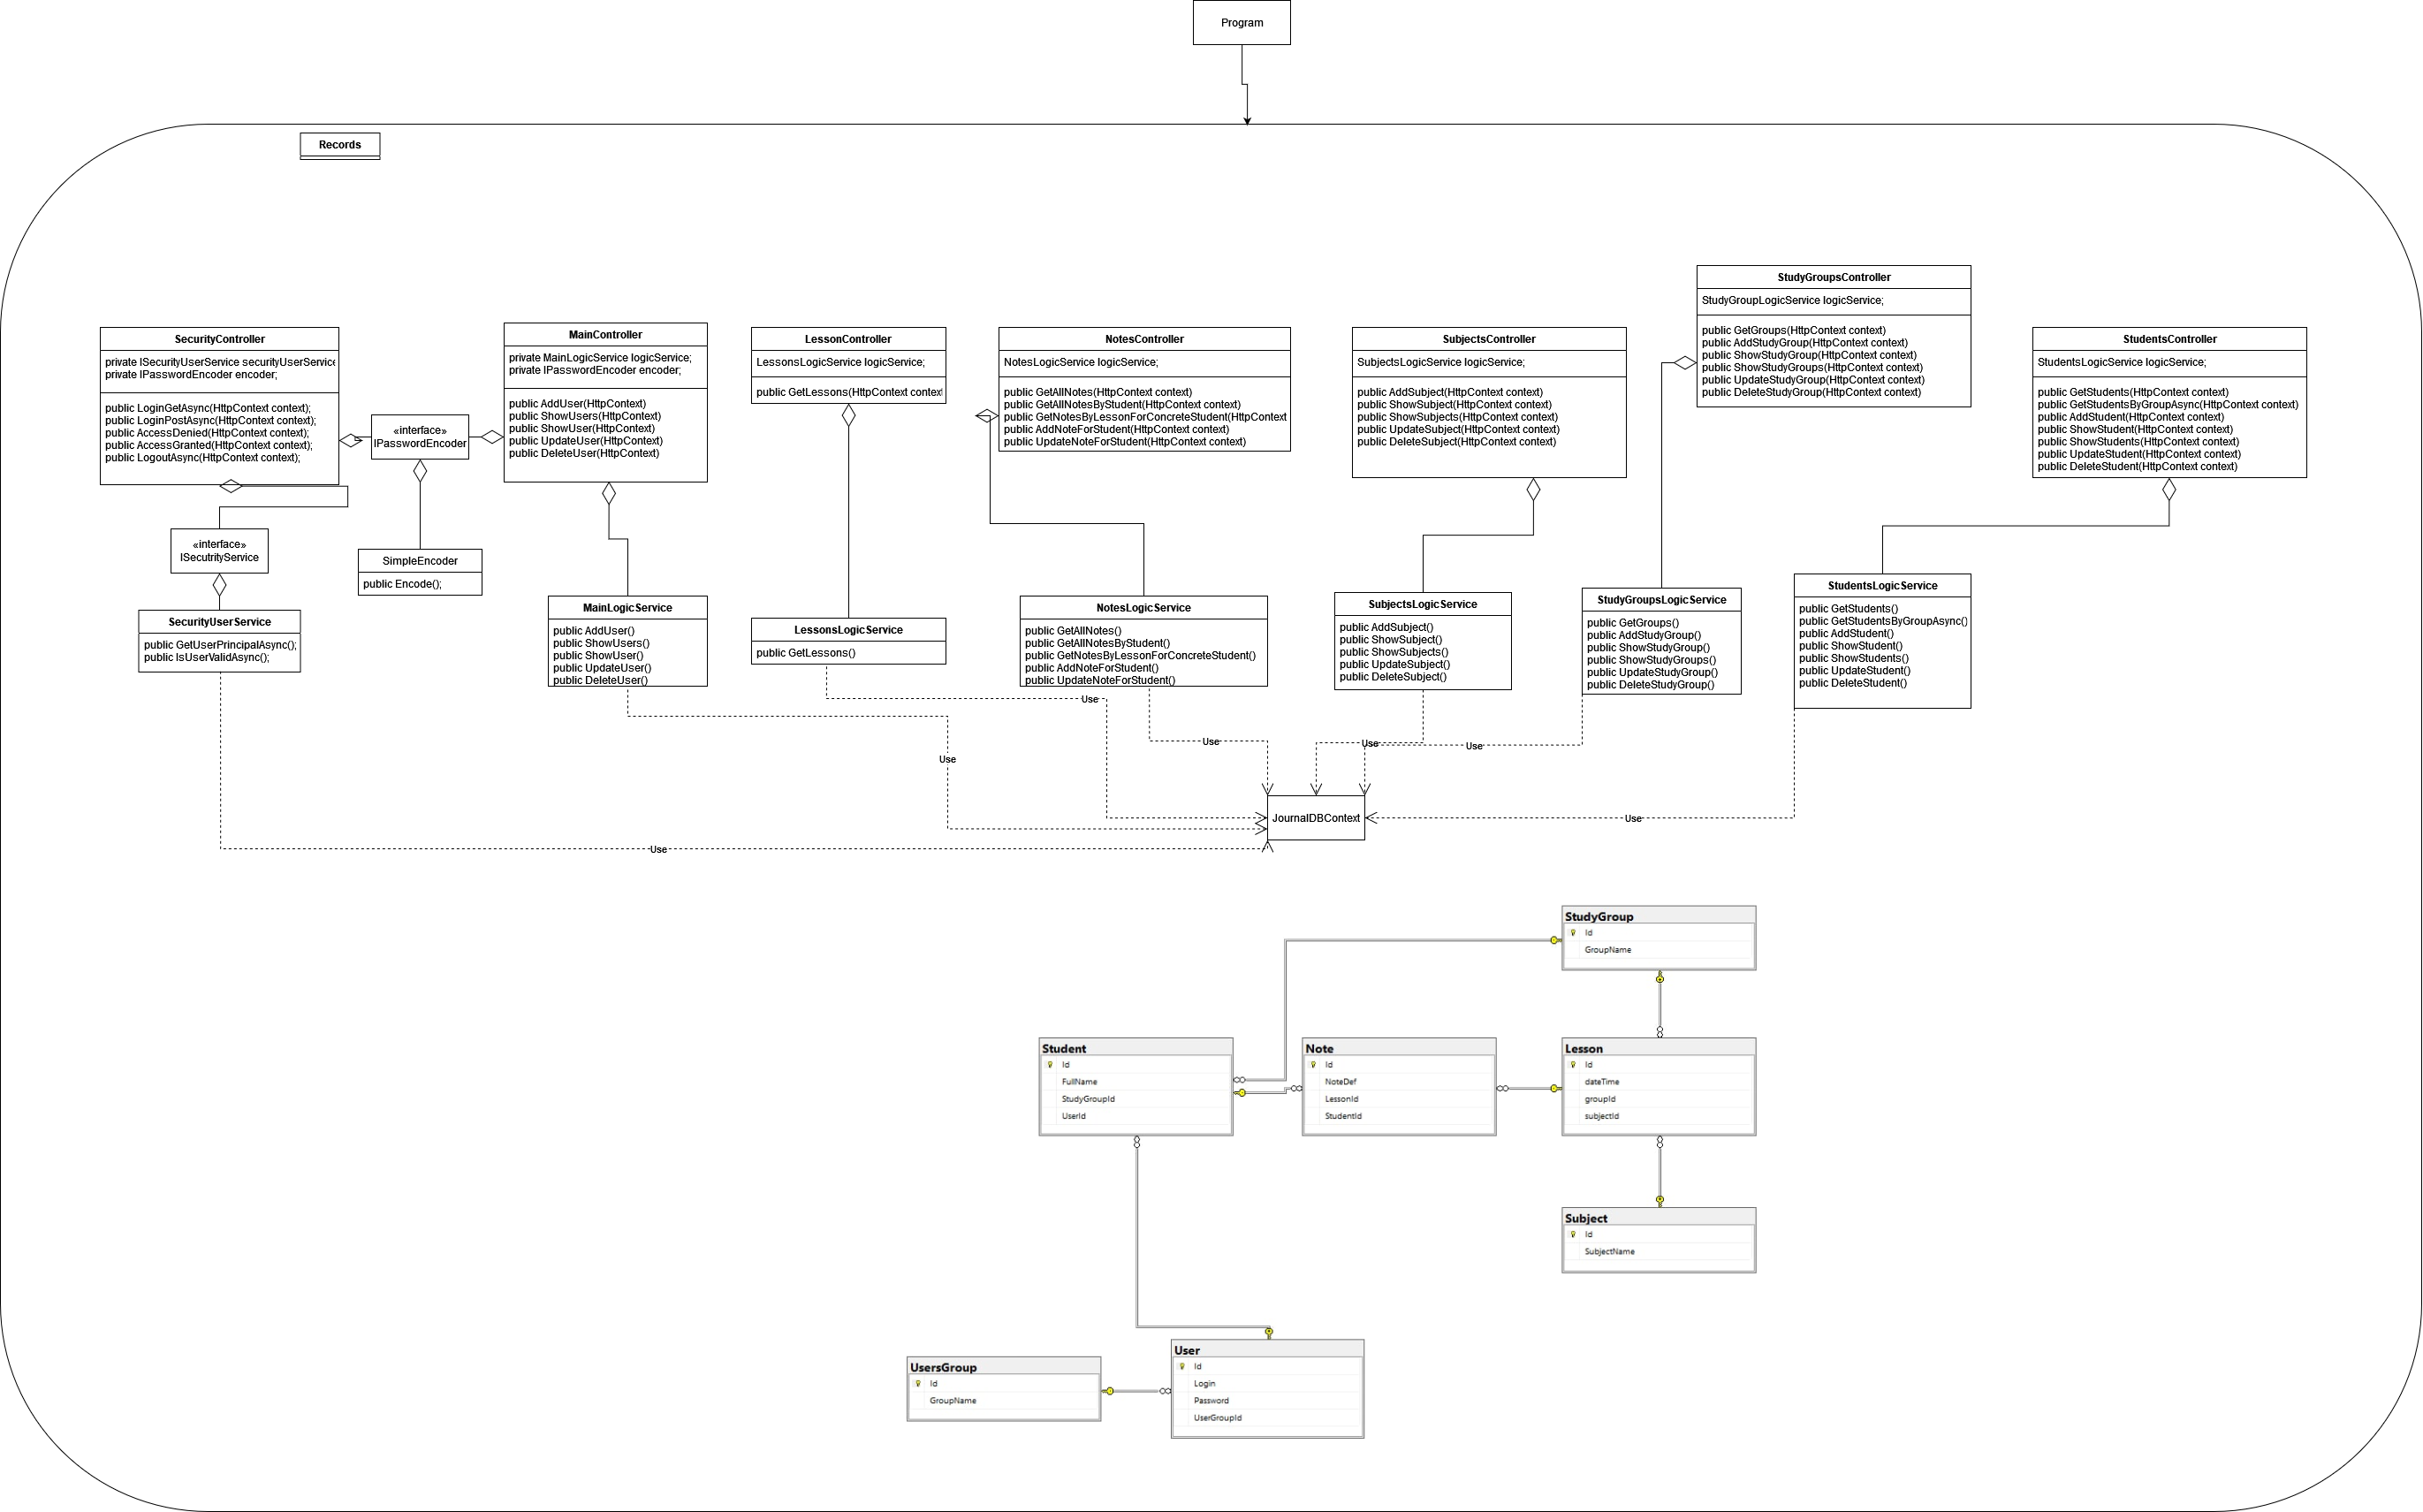 Program
Records
SecurityController
private ISecurityUserService securityUserService
private IPasswordEncoder encoder;
public LoginGetAsync(HttpContext context);
public LoginPostAsync(HttpContext context);
public AccessDenied(HttpContext context);
public AccessGranted(HttpContext context);
public LogoutAsync(HttpContext context);
«interface»
IPasswordEncoder
MainController
private MainLogicService logicService;
private IPasswordEncoder encoder;
public AddUser(HttpContext)
public ShowUsers(HttpContext)
public ShowUser(HttpContext)
public UpdateUser(HttpContext)
public DeleteUser(HttpContext)
LessonController
LessonsLogicService logicService;
public GetLessons(HttpContext context)
NotesController
NotesLogicService logicService;
public GetAllNotes(HttpContext context)
public GetAllNotesByStudent(HttpContext context)
public GetNotesByLessonForConcreteStudent(HttpContext
public AddNoteForStudent(HttpContext context)
public UpdateNoteForStudent(HttpContext context)
SubjectsController
SubjectsLogicService logicService;
public AddSubject(HttpContext context)
public ShowSubject(HttpContext context)
public ShowSubjects(HttpContext context)
public UpdateSubject(HttpContext context)
public DeleteSubject(HttpContext context)
StudyGroupsController
StudyGroupLogicService logicService;
public GetGroups(HttpContext context)
public AddStudyGroup(HttpContext context)
public ShowStudyGroup(HttpContext context)
public ShowStudyGroups(HttpContext context)
public UpdateStudyGroup(HttpContext context)
public DeleteStudyGroup(HttpContext context)
StudentsController
StudentsLogicService logicService;
public GetStudents(HttpContext context)
public GetStudentsByGroupAsync(HttpContext context)
public AddStudent(HttpContext context)
public ShowStudent(HttpContext context)
public ShowStudents(HttpContext context)
public UpdateStudent(HttpContext context)
public DeleteStudent(HttpContext context)
«interface»
ISecutrityService
SimpleEncoder
public Encode();
SecurityUserService
public GetUserPrincipalAsync();
public IsUserValidAsync();
MainLogicService
public AddUser()
public ShowUsers()
public ShowUser()
public UpdateUser()
public DeleteUser()
LessonsLogicService
public GetLessons()
NotesLogicService
public GetAllNotes()
public GetAllNotesByStudent()
public GetNotesByLessonForConcreteStudent()
public AddNoteForStudent()
public UpdateNoteForStudent()
SubjectsLogicService
public AddSubject()
public ShowSubject()
public ShowSubjects()
public UpdateSubject()
public DeleteSubject()
StudyGroupsLogicService
public GetGroups()
public AddStudyGroup()
public ShowStudyGroup()
public ShowStudyGroups()
public UpdateStudyGroup()
public DeleteStudyGroup()
StudentsLogicService
public GetStudents()
public GetStudentsByGroupAsync()
public AddStudent()
public ShowStudent()
public ShowStudents()
public UpdateStudent()
public DeleteStudent()
Use
Use
Use
Use
Use
Use
Use
JournalDBContext
StudyGroup
Id
GroupName
Student
Id
FullName
StudyGroupId
UserId
Note
Id
NoteDef
LessonId
StudentId
Lesson
Id
dateTime
groupId
subjectId
Subject
Id
SubjectName
UsersGroup
Id
GroupName
User
Id
Login
Password
UserGroupId